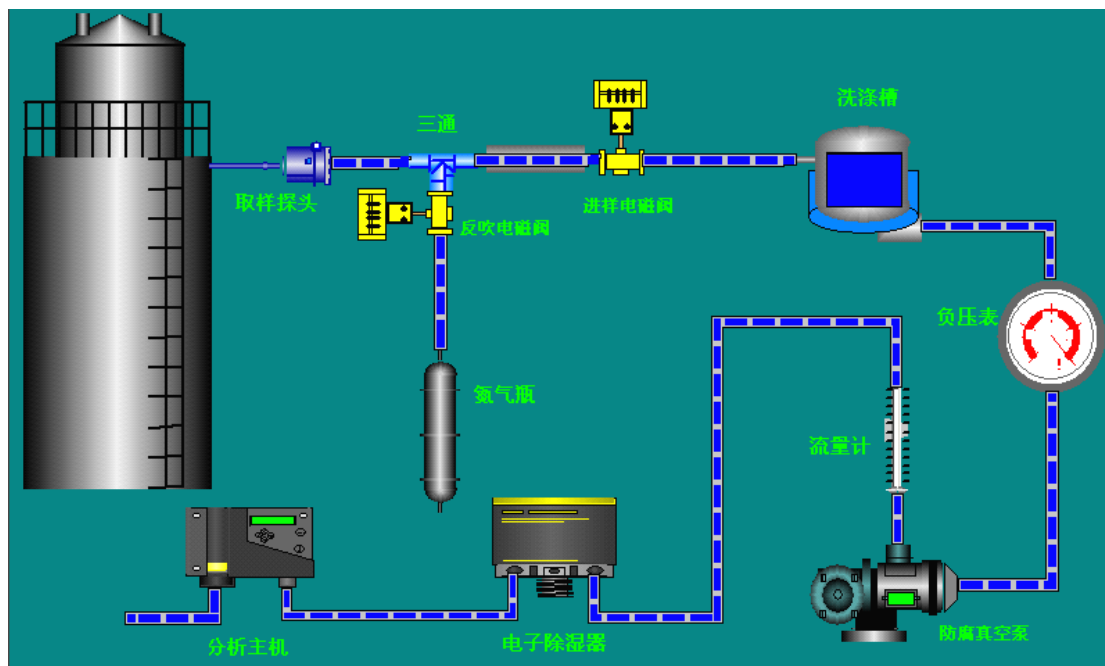 洗涤槽
三通
取样探头
进样电磁阀
反吹电磁阀
负压表
氮气瓶
流量计
防腐真空泵
电子除湿器
分析主机